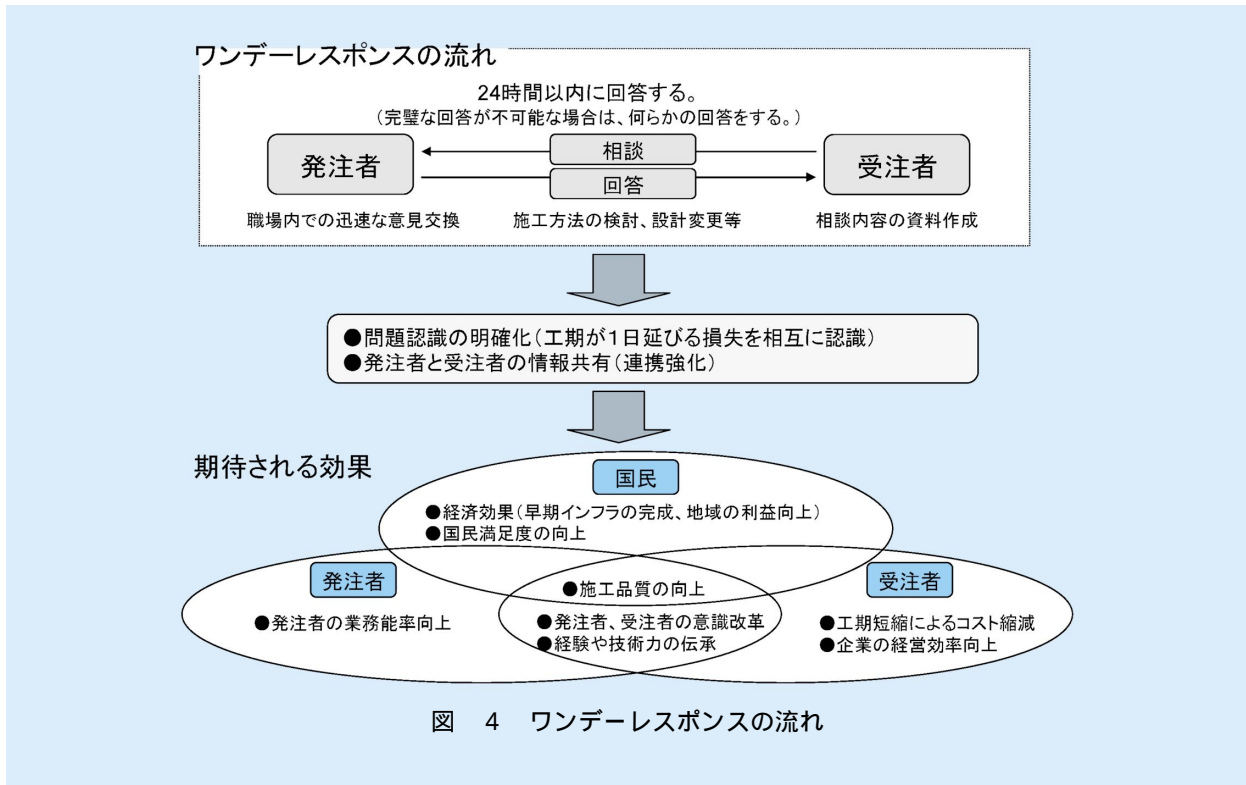 ワンデーレスポンスの流れ
24時間以内に回答する。
（完璧な回答が不可能な場合は、何らかの回答をする。）
発注者
相談
回答
受注者
職場内での迅速な意見交換
施工方法の検討、設計変更等
相談内容の資料作成
●問題認識の明確化（工期が１日延びる損失を相互に認識）
●発注者と受注者の情報共有（連携強化）
期待される効果
国民
●経済効果（早期インフラの完成、地域の利益向上）
●国民満足度の向上
発注者
●発注者の業務能率向上
●施工品質の向上
●発注者、受注者の意識改革
●経験や技術力の伝承
受注者
●工期短縮によるコスト縮減
●企業の経営効率向上
図　4　ワンデーレスポンスの流れ